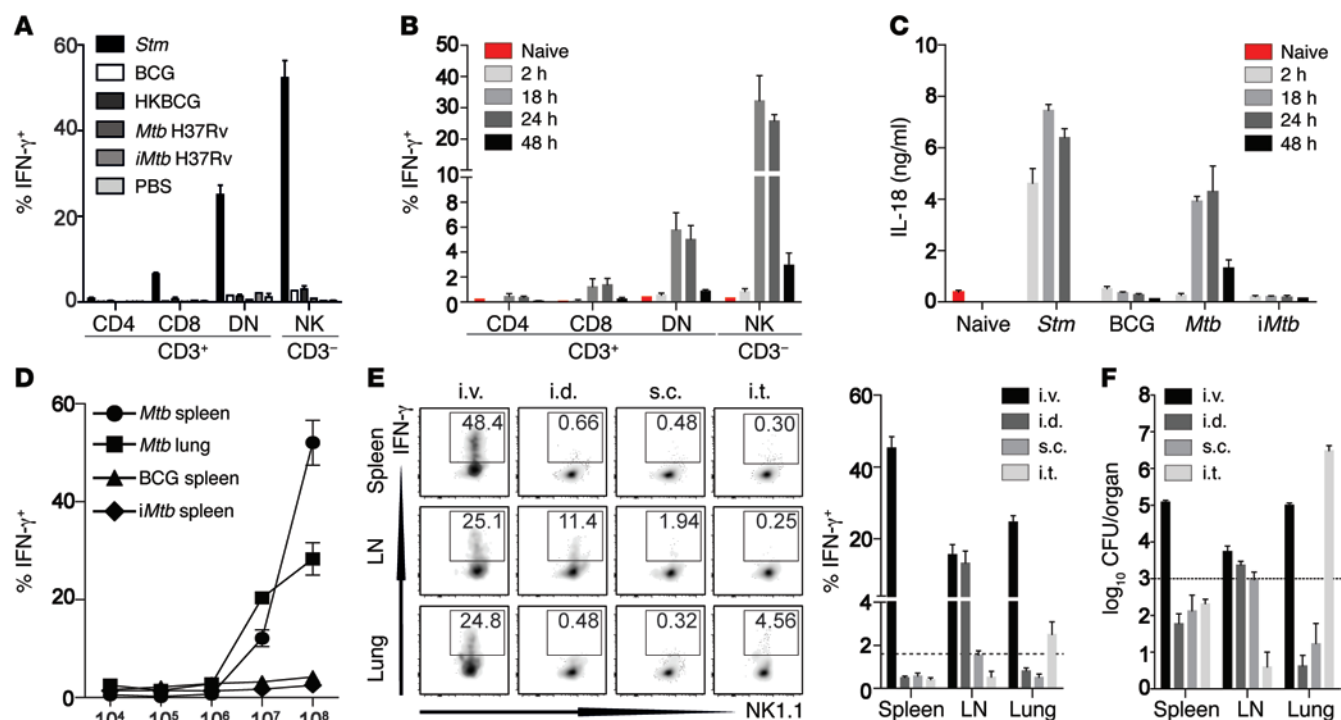 A
% IFN-γ⁺
60
40
20
0
Stm
BCG
HKBCG
Mtb H37Rv
iMtb H37Rv
PBS
CD4 CD8 DN NK
CD3⁺ CD3⁻
B
% IFN-γ⁺
50
40
30
20
10
10
8
6
4
2
0
Naive
2 h
18 h
24 h
48 h
CD4 CD8 DN NK
CD3⁺ CD3⁻
C
IL-18 (ng/ml)
10
8
6
4
2
0
Naive
2 h
18 h
24 h
48 h
Naive Stm BCG Mtb iMtb
D
% IFN-γ⁺
60
40
20
0
Mtb spleen
Mtb lung
BCG spleen
iMtb spleen
10⁴ 10⁵ 10⁶ 10⁷ 10⁸
E
i.v. i.d. s.c. i.t.
IFN-γ
Spleen
48.4 0.66 0.48 0.30
LN
25.1 11.4 1.94 0.25
Lung
24.8 0.48 0.32 4.56
NK1.1
% IFN-γ⁺
60
40
20
4
2
0
i.v.
i.d.
s.c.
i.t.
Spleen LN Lung
F
log₁₀ CFU/organ
8
7
6
5
4
3
2
1
0
i.v.
i.d.
s.c.
i.t.
Spleen LN Lung